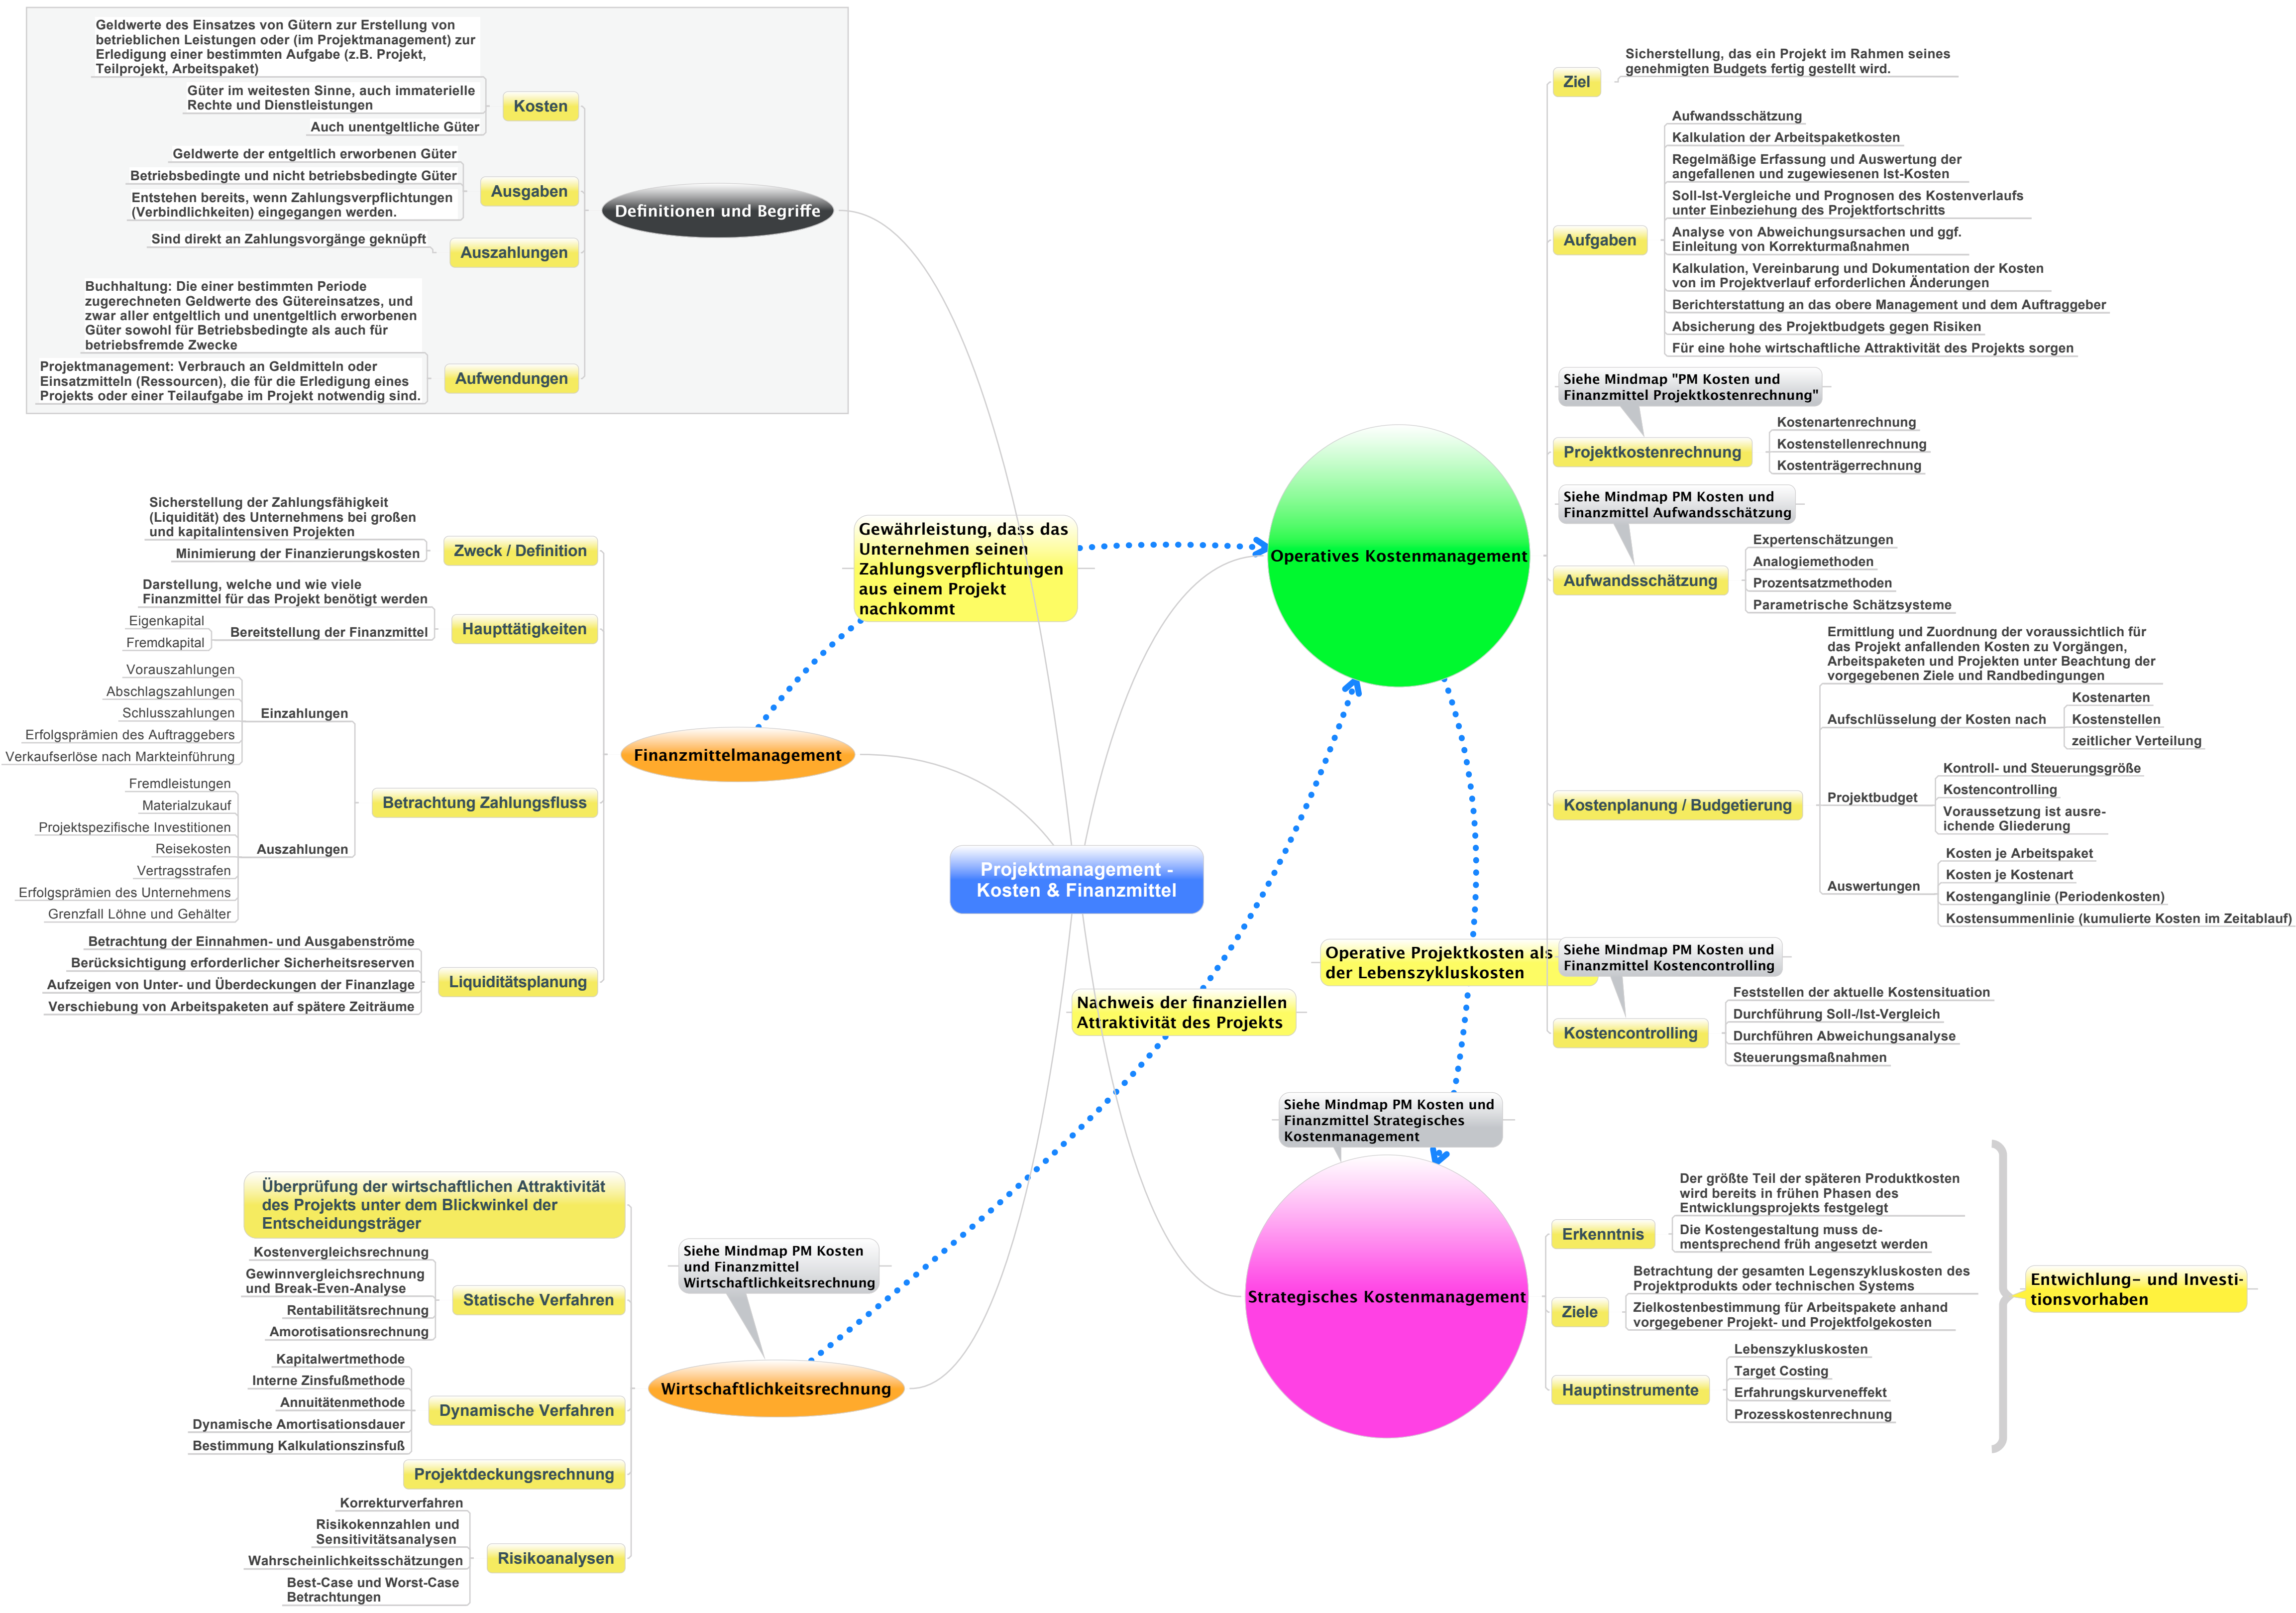 Projektmanagement -
Kosten & Finanzmittel
Definitionen und Begriffe
Kosten
Geldwerte des Einsatzes von Gütern zur Erstellung von
betrieblichen Leistungen oder (im Projektmanagement) zur
Erledigung einer bestimmten Aufgabe (z.B. Projekt,
Teilprojekt, Arbeitspaket)
Güter im weitesten Sinne, auch immaterielle
Rechte und Dienstleistungen
Auch unentgeltliche Güter
Ausgaben
Geldwerte der entgeltlich erworbenen Güter
Betriebsbedingte und nicht betriebsbedingte Güter
Entstehen bereits, wenn Zahlungsverpflichtungen
(Verbindlichkeiten) eingegangen werden.
Auszahlungen
Sind direkt an Zahlungsvorgänge geknüpft
Aufwendungen
Buchhaltung: Die einer bestimmten Periode
zugerechneten Geldwerte des Gütereinsatzes, und
zwar aller entgeltlich und unentgeltlich erworbenen
Güter sowohl für Betriebsbedingte als auch für
betriebsfremde Zwecke
Projektmanagement: Verbrauch an Geldmitteln oder
Einsatzmitteln (Ressourcen), die für die Erledigung eines
Projekts oder einer Teilaufgabe im Projekt notwendig sind.
Finanzmittelmanagement
Gewährleistung, dass das
Unternehmen seinen
Zahlungsverpflichtungen
aus einem Projekt
nachkommt
Zweck / Definition
Sicherstellung der Zahlungsfähigkeit
(Liquidität) des Unternehmens bei großen
und kapitalintensiven Projekten
Minimierung der Finanzierungskosten
Haupttätigkeiten
Darstellung, welche und wie viele
Finanzmittel für das Projekt benötigt werden
Bereitstellung der Finanzmittel
Eigenkapital
Fremdkapital
Betrachtung Zahlungsfluss
Einzahlungen
Vorauszahlungen
Abschlagszahlungen
Schlusszahlungen
Erfolgsprämien des Auftraggebers
Verkaufserlöse nach Markteinführung
Auszahlungen
Fremdleistungen
Materialzukauf
Projektspezifische Investitionen
Reisekosten
Vertragsstrafen
Erfolgsprämien des Unternehmens
Grenzfall Löhne und Gehälter
Liquiditätsplanung
Betrachtung der Einnahmen- und Ausgabenströme
Berücksichtigung erforderlicher Sicherheitsreserven
Aufzeigen von Unter- und Überdeckungen der Finanzlage
Verschiebung von Arbeitspaketen auf spätere Zeiträume
Wirtschaftlichkeitsrechnung
Siehe Mindmap PM Kosten
und Finanzmittel
Wirtschaftlichkeitsrechnung
Nachweis der finanziellen
Attraktivität des Projekts
Überprüfung der wirtschaftlichen Attraktivität
des Projekts unter dem Blickwinkel der
Entscheidungsträger
Statische Verfahren
Kostenvergleichsrechnung
Gewinnvergleichsrechnung
und Break-Even-Analyse
Rentabilitätsrechnung
Amorotisationsrechnung
Dynamische Verfahren
Kapitalwertmethode
Interne Zinsfußmethode
Annuitätenmethode
Dynamische Amortisationsdauer
Bestimmung Kalkulationszinsfuß
Projektdeckungsrechnung
Risikoanalysen
Korrekturverfahren
Risikokennzahlen und
Sensitivitätsanalysen
Wahrscheinlichkeitsschätzungen
Best-Case und Worst-Case
Betrachtungen
Operatives Kostenmanagement
Ziel
Sicherstellung, das ein Projekt im Rahmen seines
genehmigten Budgets fertig gestellt wird.
Aufgaben
Aufwandsschätzung
Kalkulation der Arbeitspaketkosten
Regelmäßige Erfassung und Auswertung der
angefallenen und zugewiesenen Ist-Kosten
Soll-Ist-Vergleiche und Prognosen des Kostenverlaufs
unter Einbeziehung des Projektfortschritts
Analyse von Abweichungsursachen und ggf.
Einleitung von Korrekturmaßnahmen
Kalkulation, Vereinbarung und Dokumentation der Kosten
von im Projektverlauf erforderlichen Änderungen
Berichterstattung an das obere Management und dem Auftraggeber
Absicherung des Projektbudgets gegen Risiken
Für eine hohe wirtschaftliche Attraktivität des Projekts sorgen
Siehe Mindmap "PM Kosten und
Finanzmittel Projektkostenrechnung"
Projektkostenrechnung
Kostenartenrechnung
Kostenstellenrechnung
Kostenträgerrechnung
Siehe Mindmap PM Kosten und
Finanzmittel Aufwandsschätzung
Aufwandsschätzung
Expertenschätzungen
Analogiemethoden
Prozentsatzmethoden
Parametrische Schätzsysteme
Kostenplanung / Budgetierung
Ermittlung und Zuordnung der voraussichtlich für
das Projekt anfallenden Kosten zu Vorgängen,
Arbeitspaketen und Projekten unter Beachtung der
vorgegebenen Ziele und Randbedingungen
Aufschlüsselung der Kosten nach
Kostenarten
Kostenstellen
zeitlicher Verteilung
Projektbudget
Kontroll- und Steuerungsgröße
Kostencontrolling
Voraussetzung ist ausre-
ichende Gliederung
Auswertungen
Kosten je Arbeitspaket
Kosten je Kostenart
Kostenganglinie (Periodenkosten)
Kostensummenlinie (kumulierte Kosten im Zeitablauf)
Siehe Mindmap PM Kosten und
Finanzmittel Kostencontrolling
Kostencontrolling
Feststellen der aktuelle Kostensituation
Durchführung Soll-/Ist-Vergleich
Durchführen Abweichungsanalyse
Steuerungsmaßnahmen
Operative Projektkosten als
der Lebenszykluskosten
Siehe Mindmap PM Kosten und
Finanzmittel Strategisches
Kostenmanagement
Strategisches Kostenmanagement
Erkenntnis
Der größte Teil der späteren Produktkosten
wird bereits in frühen Phasen des
Entwicklungsprojekts festgelegt
Die Kostengestaltung muss de-
mentsprechend früh angesetzt werden
Ziele
Betrachtung der gesamten Legenszykluskosten des
Projektprodukts oder technischen Systems
Zielkostenbestimmung für Arbeitspakete anhand
vorgegebener Projekt- und Projektfolgekosten
Hauptinstrumente
Lebenszykluskosten
Target Costing
Erfahrungskurveneffekt
Prozesskostenrechnung
Entwichlung- und Investi-
tionsvorhaben